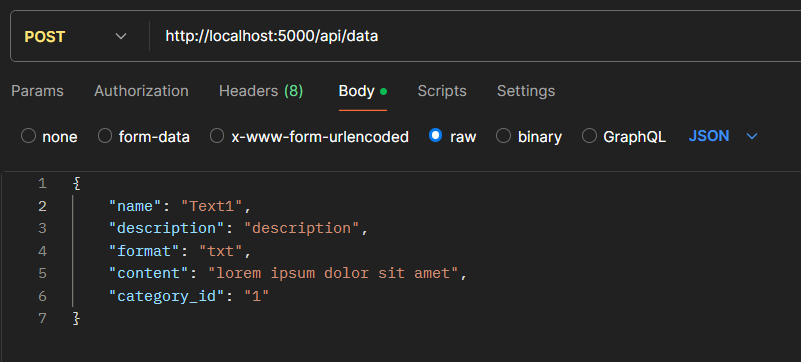 POST http://localhost:5000/api/data
Params Authorization Headers (8) Body Scripts Settings
none form-data x-www-form-urlencoded raw binary GraphQL JSON
1 {
2 "name": "Text1",
3 "description": "description",
4 "format": "txt",
5 "content": "lorem ipsum dolor sit amet",
6 "category_id": "1"
7 }